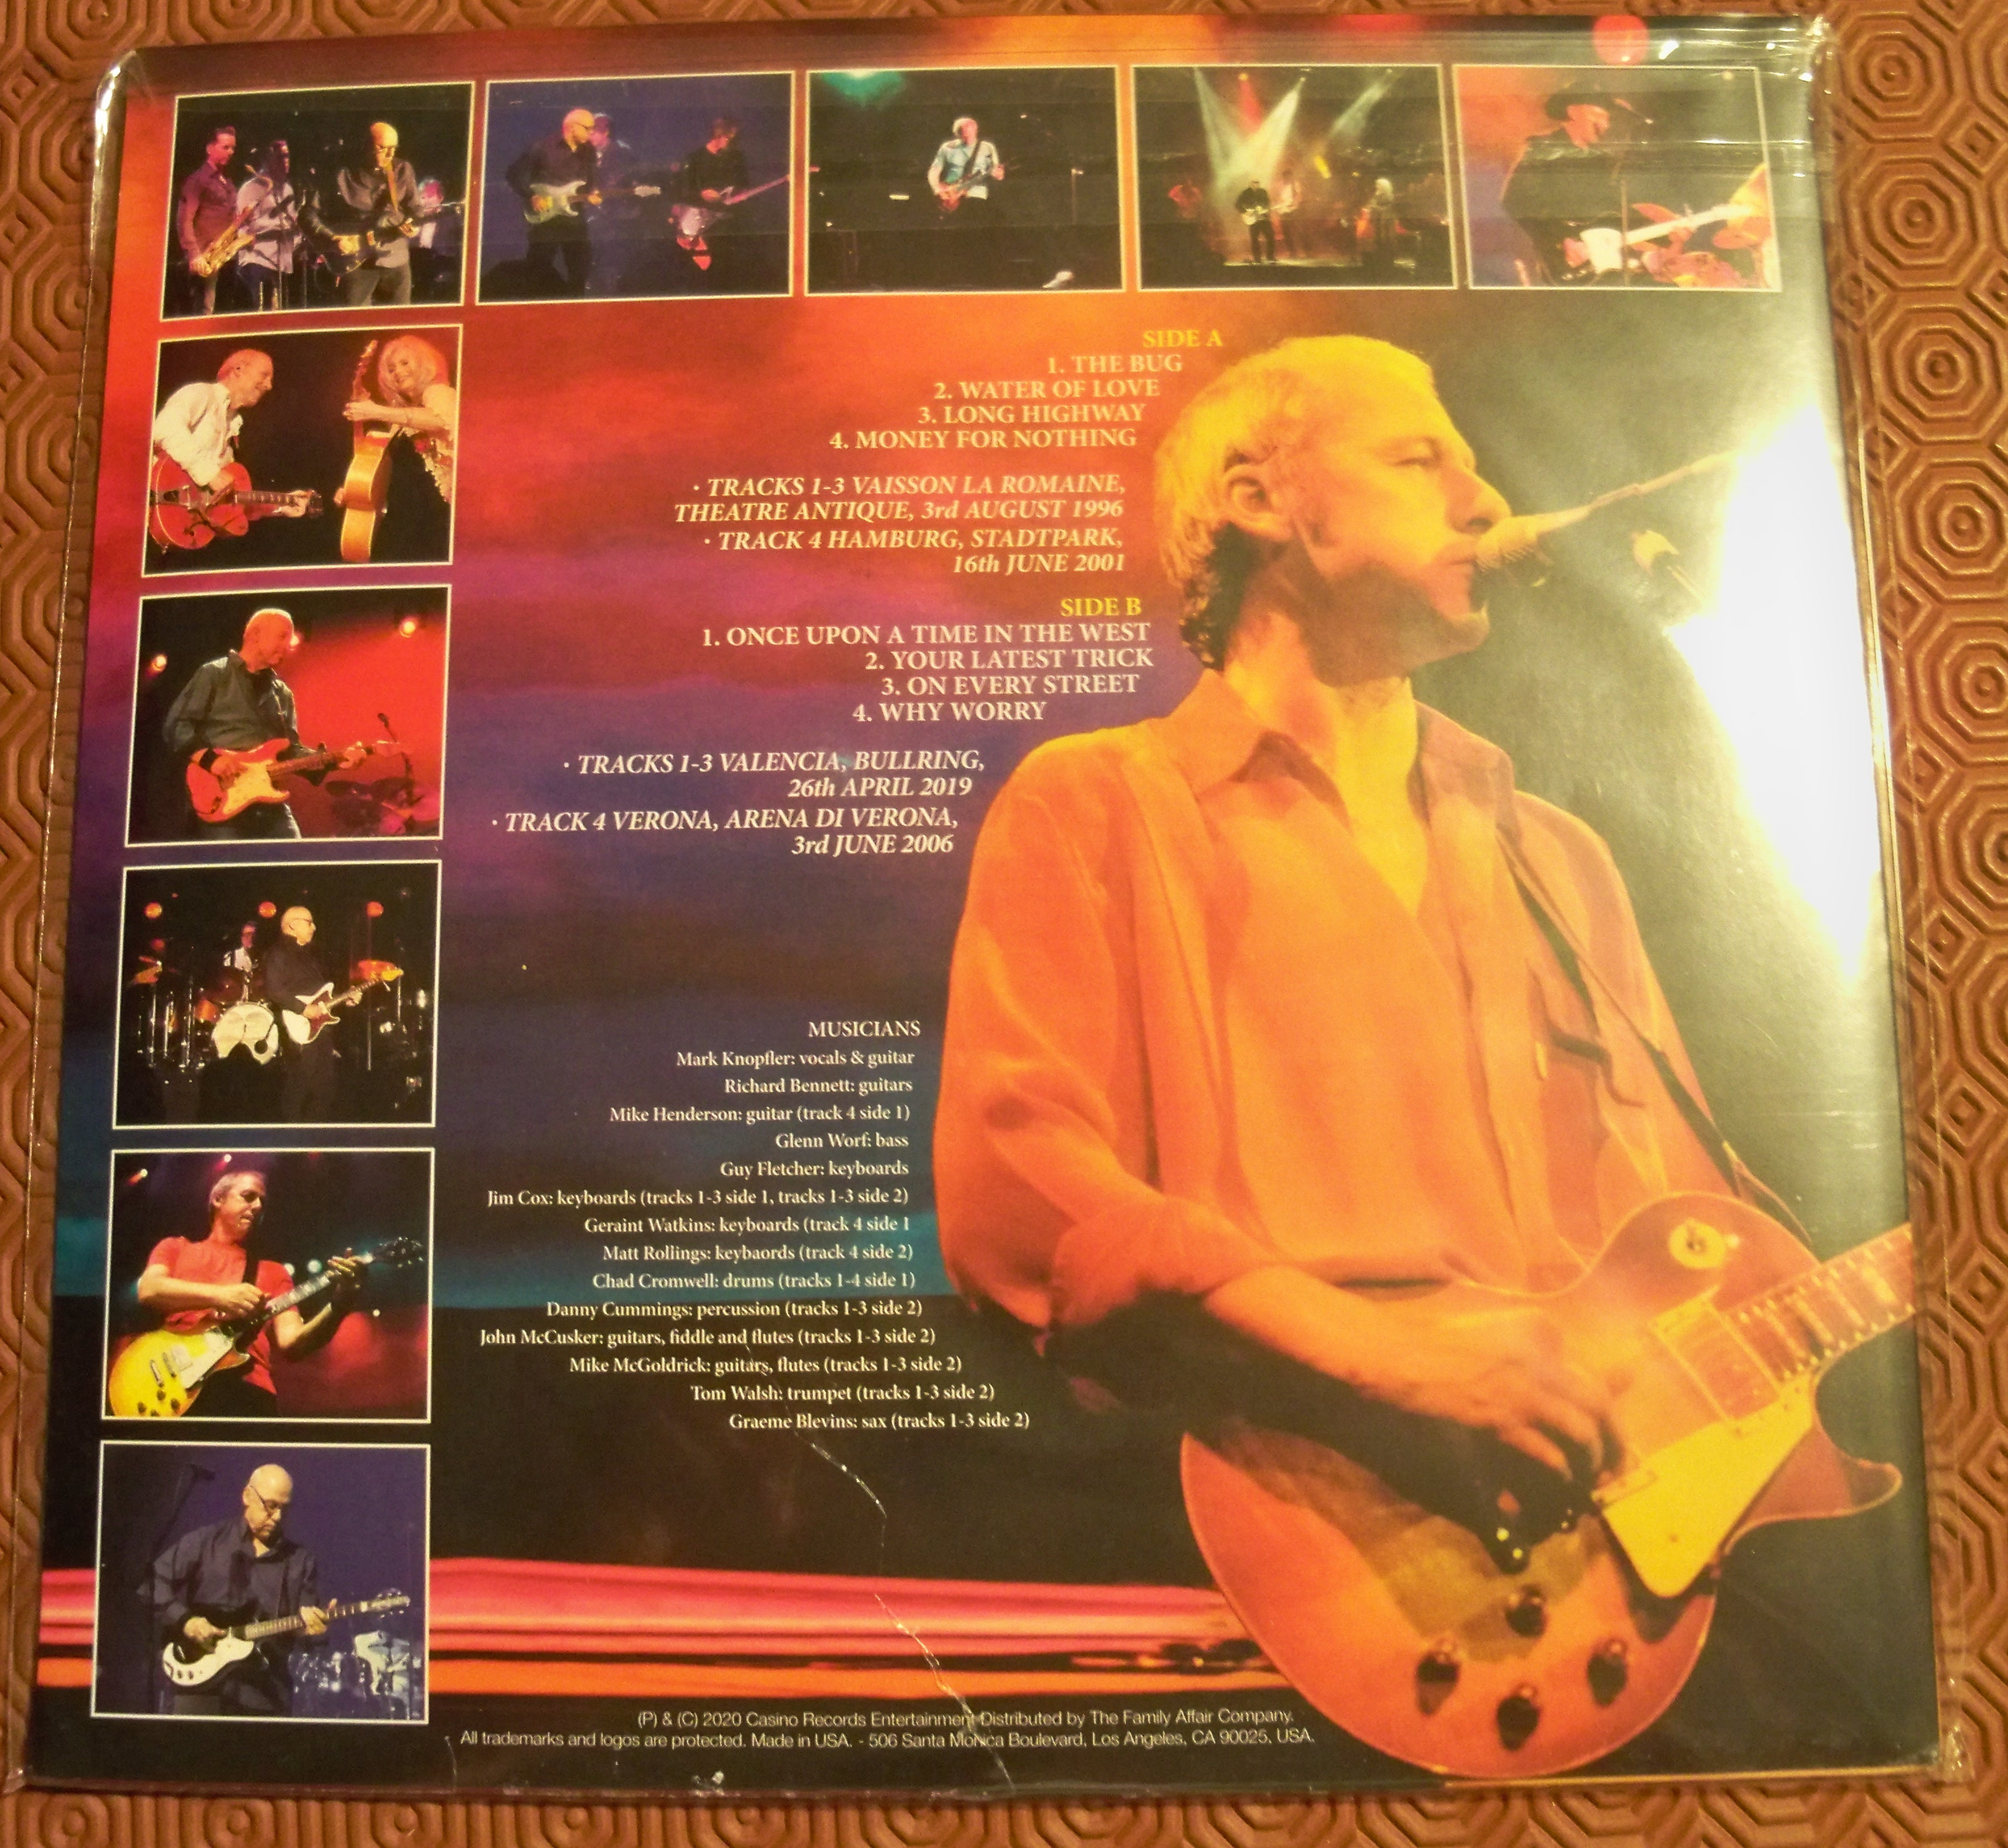 SIDE A
1. THE BUG
2. WATER OF LOVE
3. LONG HIGHWAY
4. MONEY FOR NOTHING
· TRACKS 1-3 VAISSON LA ROMAINE,
THEATRE ANTIQUE, 3rd AUGUST 1996
· TRACK 4 HAMBURG, STADTPARK,
16th JUNE 2001
SIDE B
1. ONCE UPON A TIME IN THE WEST
2. YOUR LATEST TRICK
3. ON EVERY STREET
4. WHY WORRY
· TRACKS 1-3 VALENCIA, BULLRING,
26th APRIL 2019
· TRACK 4 VERONA, ARENA DI VERONA,
3rd JUNE 2006
MUSICIANS
Mark Knopfler: vocals & guitar
Richard Bennett: guitars
Mike Henderson: guitar (track 4 side 1)
Glenn Worf: bass
Guy Fletcher: keyboards
Jim Cox: keyboards (tracks 1-3 side 1, tracks 1-3 side 2)
Geraint Watkins: keyboards (track 4 side 1
Matt Rollings: keybaords (track 4 side 2)
Chad Cromwell: drums (tracks 1-4 side 1)
Danny Cummings: percussion (tracks 1-3 side 2)
John McCusker: guitars, fiddle and flutes (tracks 1-3 side 2)
Mike McGoldrick: guitars, flutes (tracks 1-3 side 2)
Tom Walsh: trumpet (tracks 1-3 side 2)
Graeme Blevins: sax (tracks 1-3 side 2)
(P) & (C) 2020 Casino Records Entertainment Distributed by The Family Affair Company.
All trademarks and logos are protected. Made in USA. - 506 Santa Monica Boulevard, Los Angeles, CA 90025, USA.